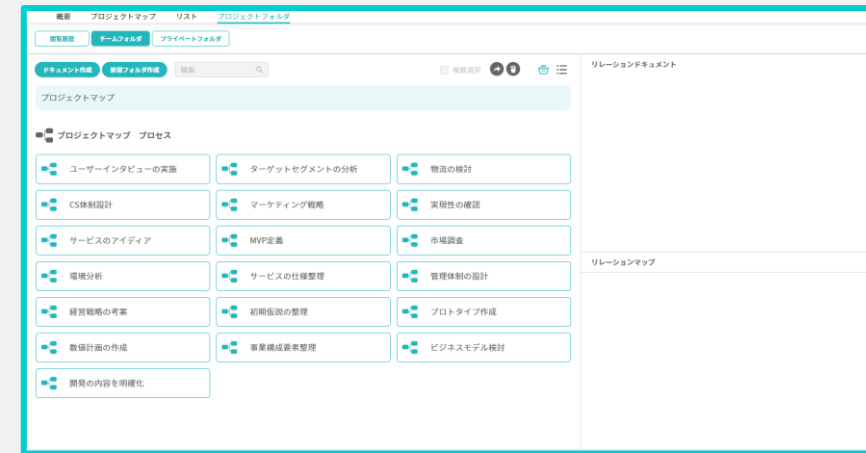 概要 プロジェクトマップ リスト プロジェクトフォルダ
閲覧履歴 チームフォルダ プライベートフォルダ
ドキュメント作成 新規フォルダ作成 検索 複数選択
リレーションドキュメント
プロジェクトマップ
プロジェクトマップ プロセス
ユーザーインタビューの実施 ターゲットセグメントの分析 物流の検討
CS体制設計 マーケティング戦略 実現性の確認
サービスのアイディア MVP定義 市場調査
リレーションマップ
環境分析 サービスの仕様整理 管理体制の設計
経営戦略の考案 初期仮説の整理 プロトタイプ作成
数値計画の作成 事業構成要素整理 ビジネスモデル検討
開発の内容を明確化